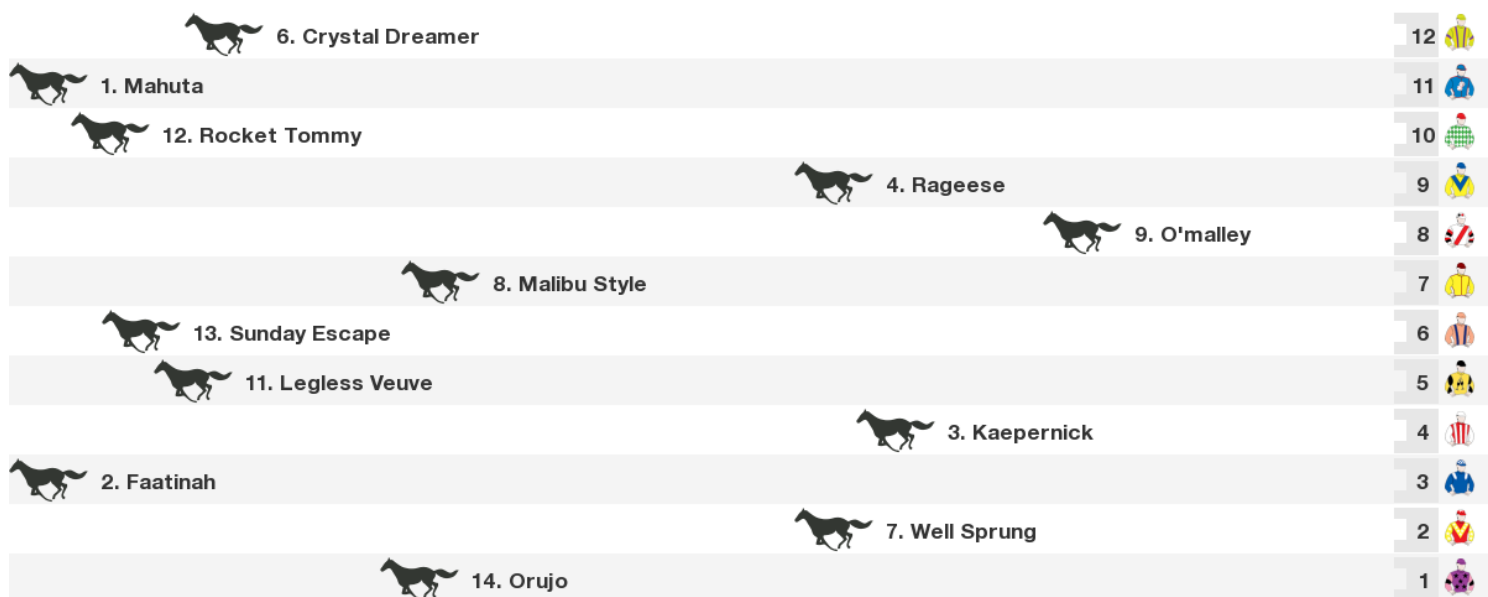 6. Crystal Dreamer 12
1. Mahuta 11
12. Rocket Tommy 10
4. Rageese 9
9. O'malley 8
8. Malibu Style 7
13. Sunday Escape 6
11. Legless Veuve 5
3. Kaepernick 4
2. Faatinah 3
7. Well Sprung 2
14. Orujo 1